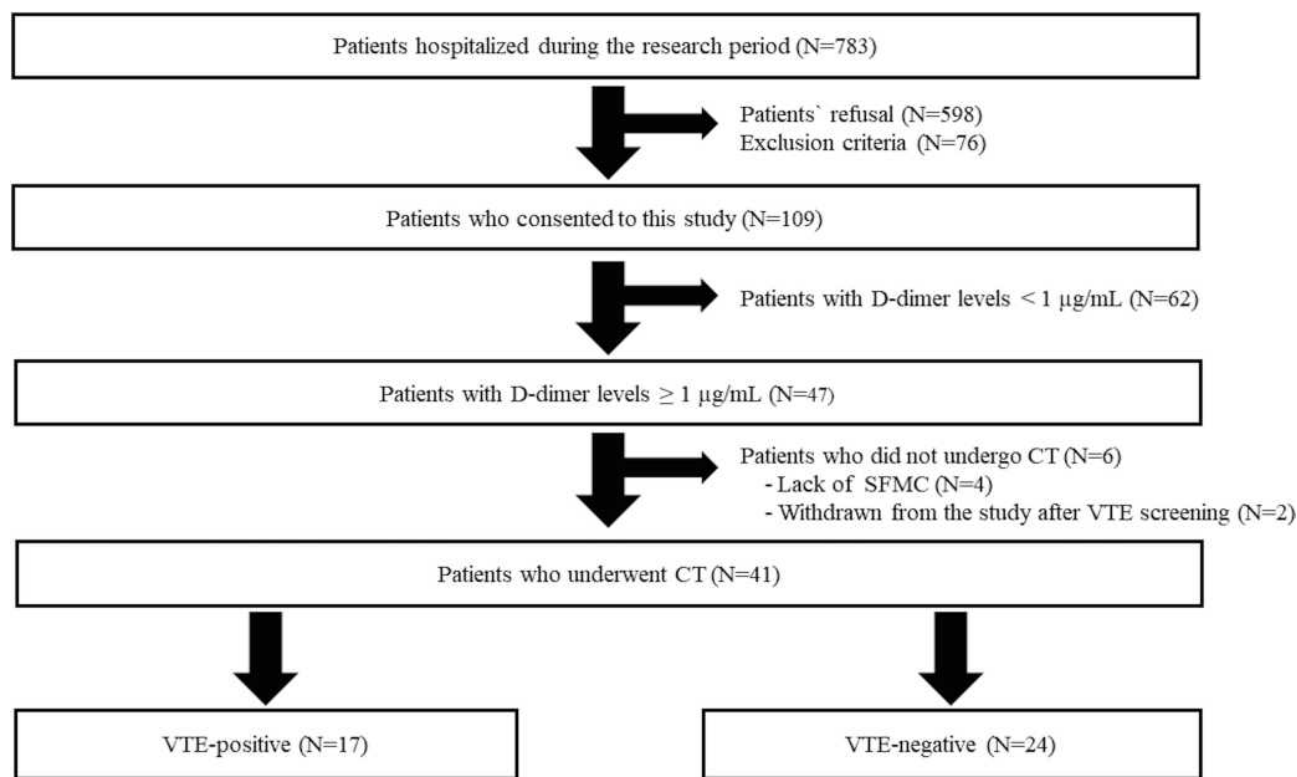 Patients hospitalized during the research period (N=783)
Patients` refusal (N=598)
Exclusion criteria (N=76)
Patients who consented to this study (N=109)
Patients with D-dimer levels < 1 μg/mL (N=62)
Patients with D-dimer levels ≥ 1 μg/mL (N=47)
Patients who did not undergo CT (N=6)
- Lack of SFMC (N=4)
- Withdrawn from the study after VTE screening (N=2)
Patients who underwent CT (N=41)
VTE-positive (N=17)
VTE-negative (N=24)